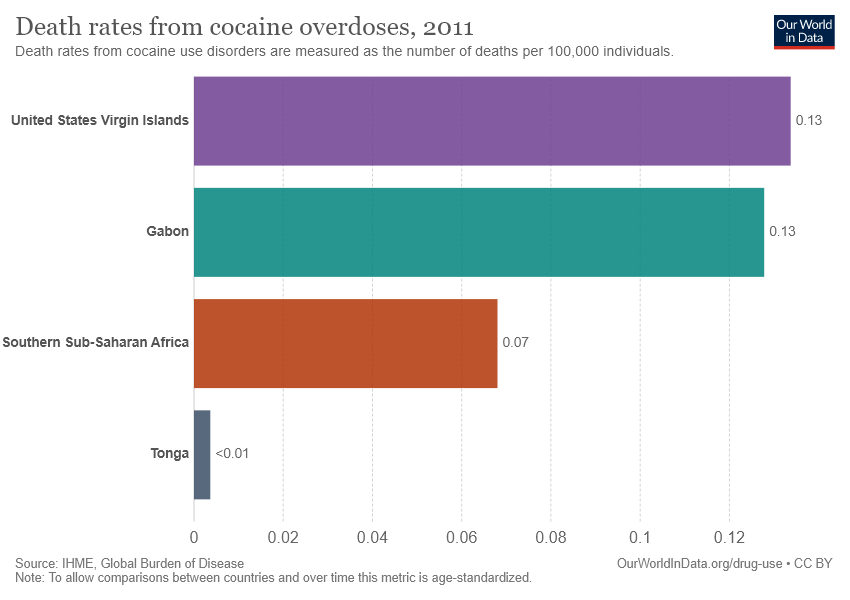 Death rates from cocaine overdoses, 2011
Death rates from cocaine use disorders are measured as the number of deaths per 100,000 individuals.
Our World
in Data
United States Virgin Islands
0.13
Gabon
0.13
Southern Sub-Saharan Africa
0.07
Tonga
<0.01
0 0.02 0.04 0.06 0.08 0.1 0.12
Source: IHME, Global Burden of Disease
OurWorldInData.org/drug-use • CC BY
Note: To allow comparisons between countries and over time this metric is age-standardized.